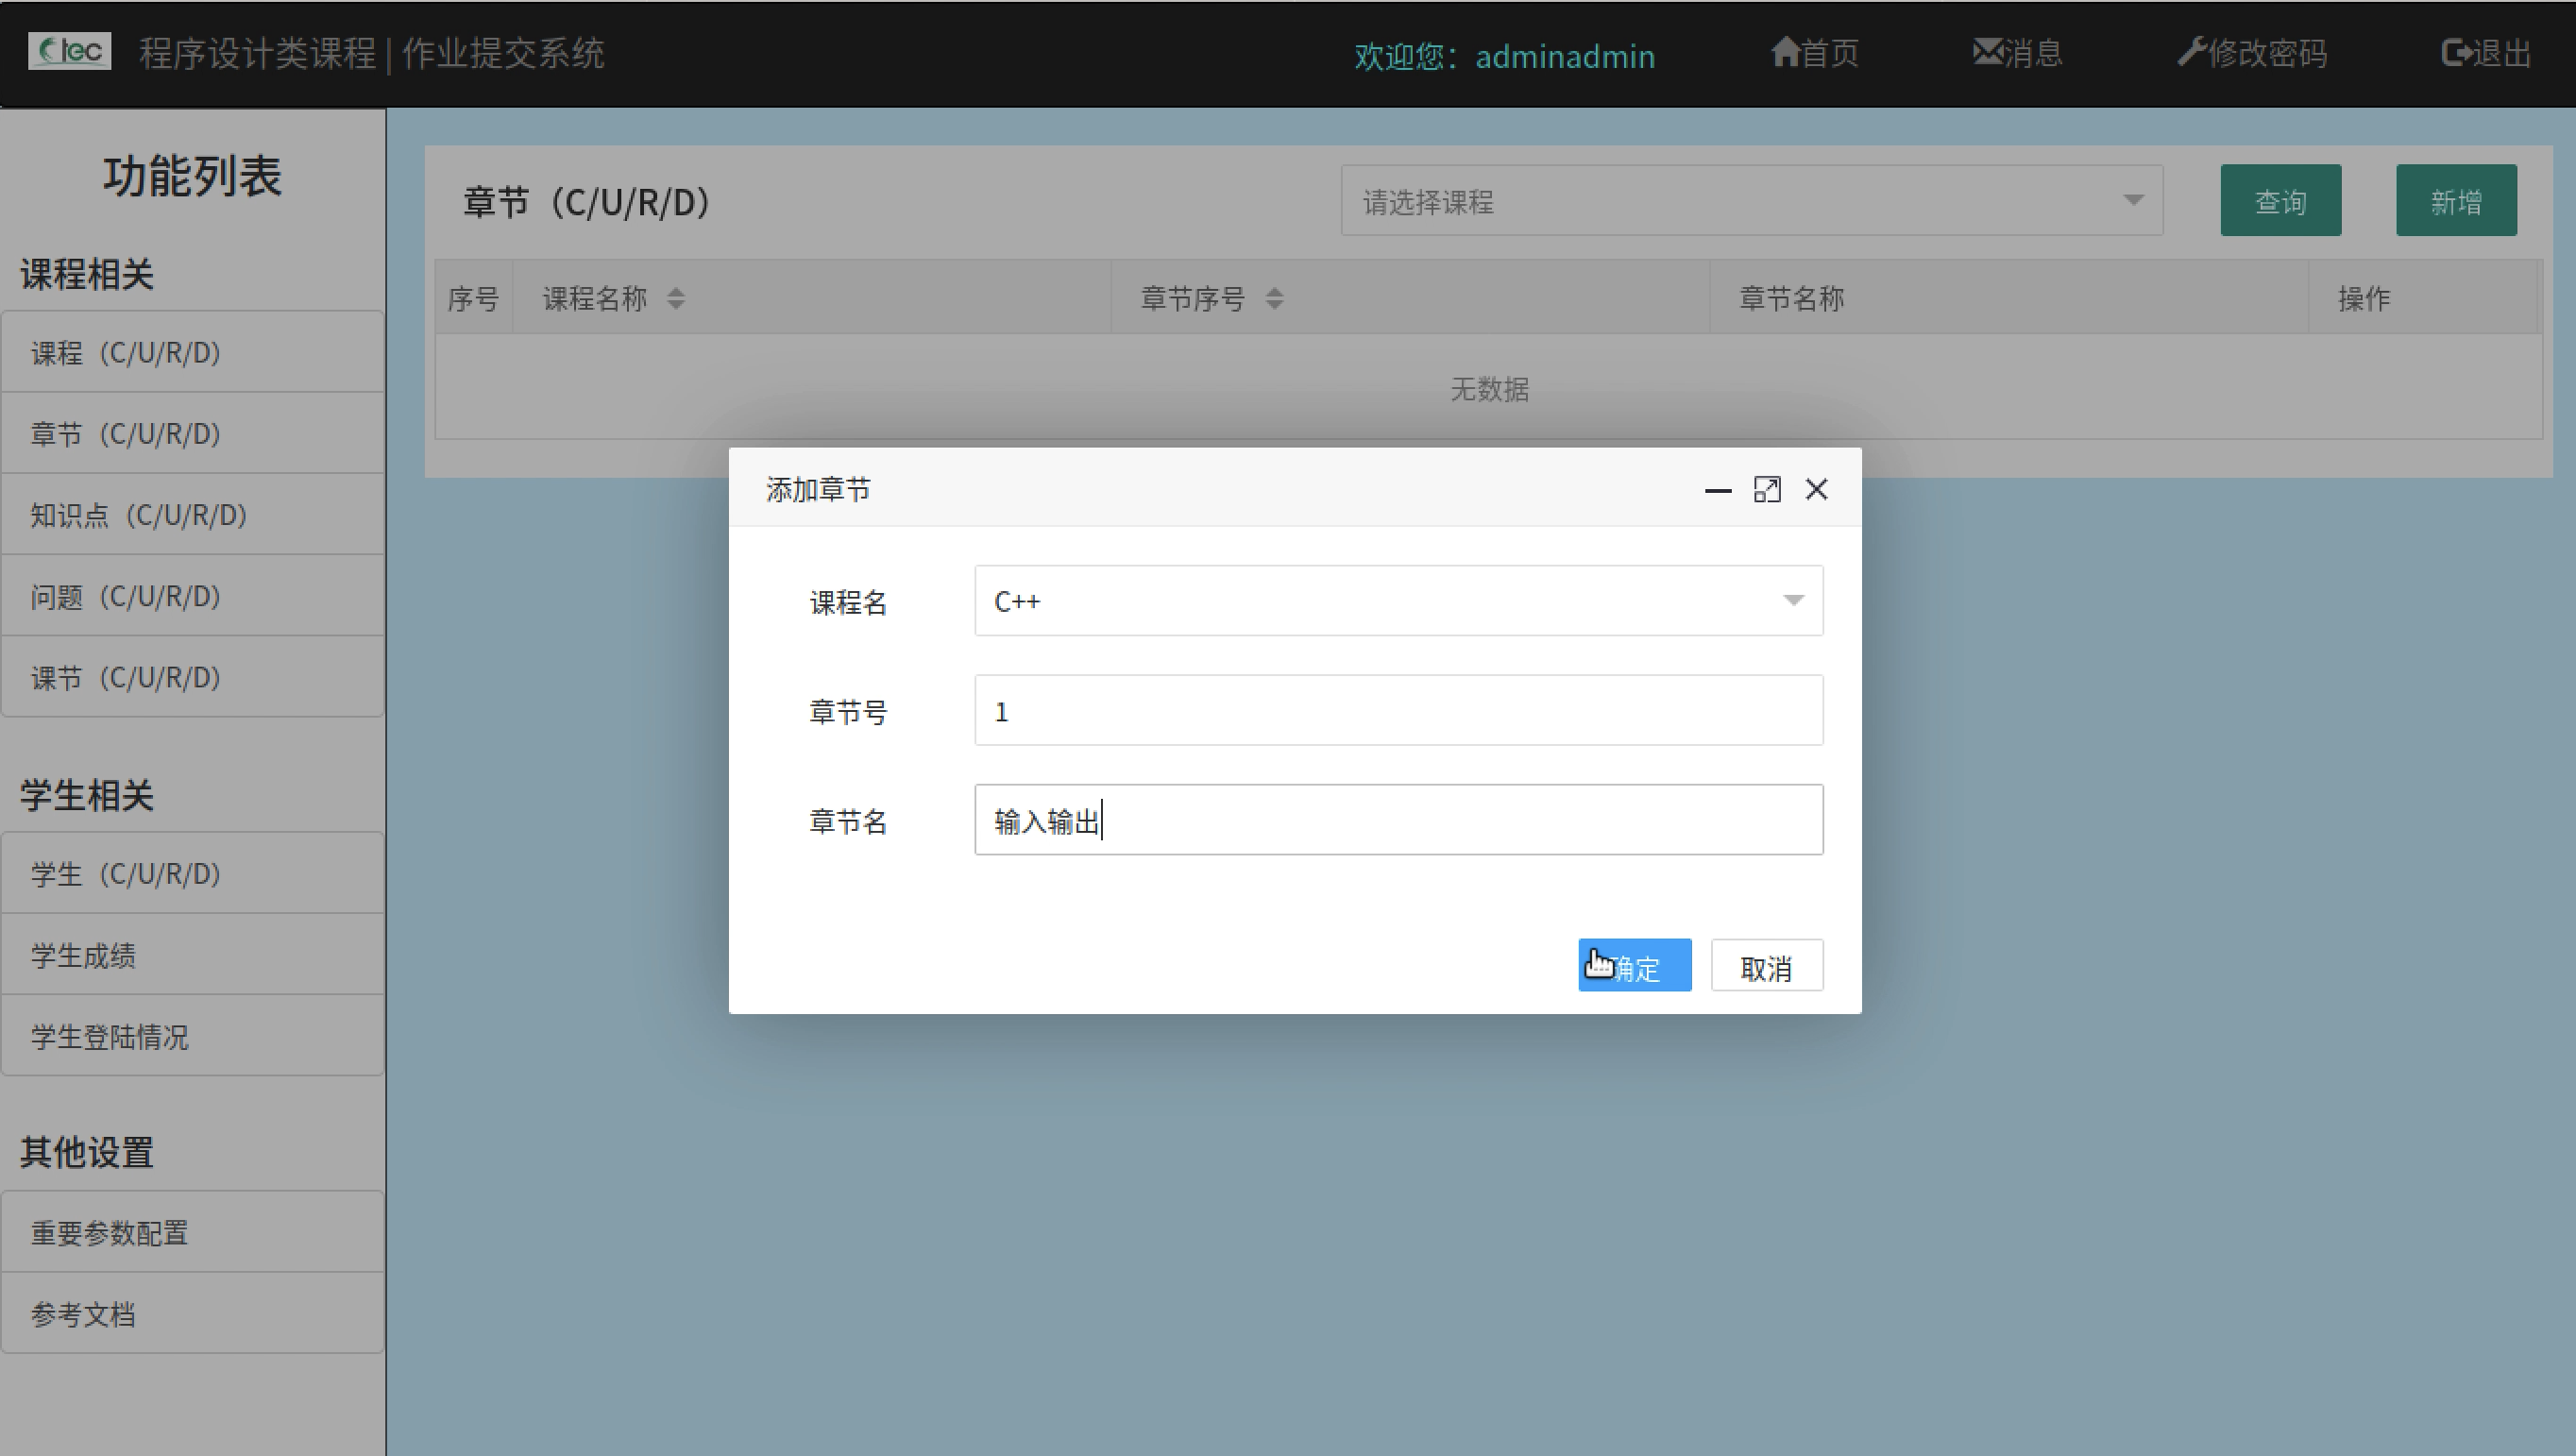 tec 程序设计类课程 | 作业提交系统 欢迎您：adminadmin 首页 消息 修改密码 退出
功能列表
课程相关
课程（C/U/R/D）
章节（C/U/R/D）
知识点（C/U/R/D）
问题（C/U/R/D）
课节（C/U/R/D）
学生相关
学生（C/U/R/D）
学生成绩
学生登陆情况
其他设置
重要参数配置
参考文档
章节（C/U/R/D） 请选择课程 查询 新增
序号 课程名称 章节序号 章节名称 操作
无数据
添加章节
课程名 C++
章节号 1
章节名 输入输出
确定 取消